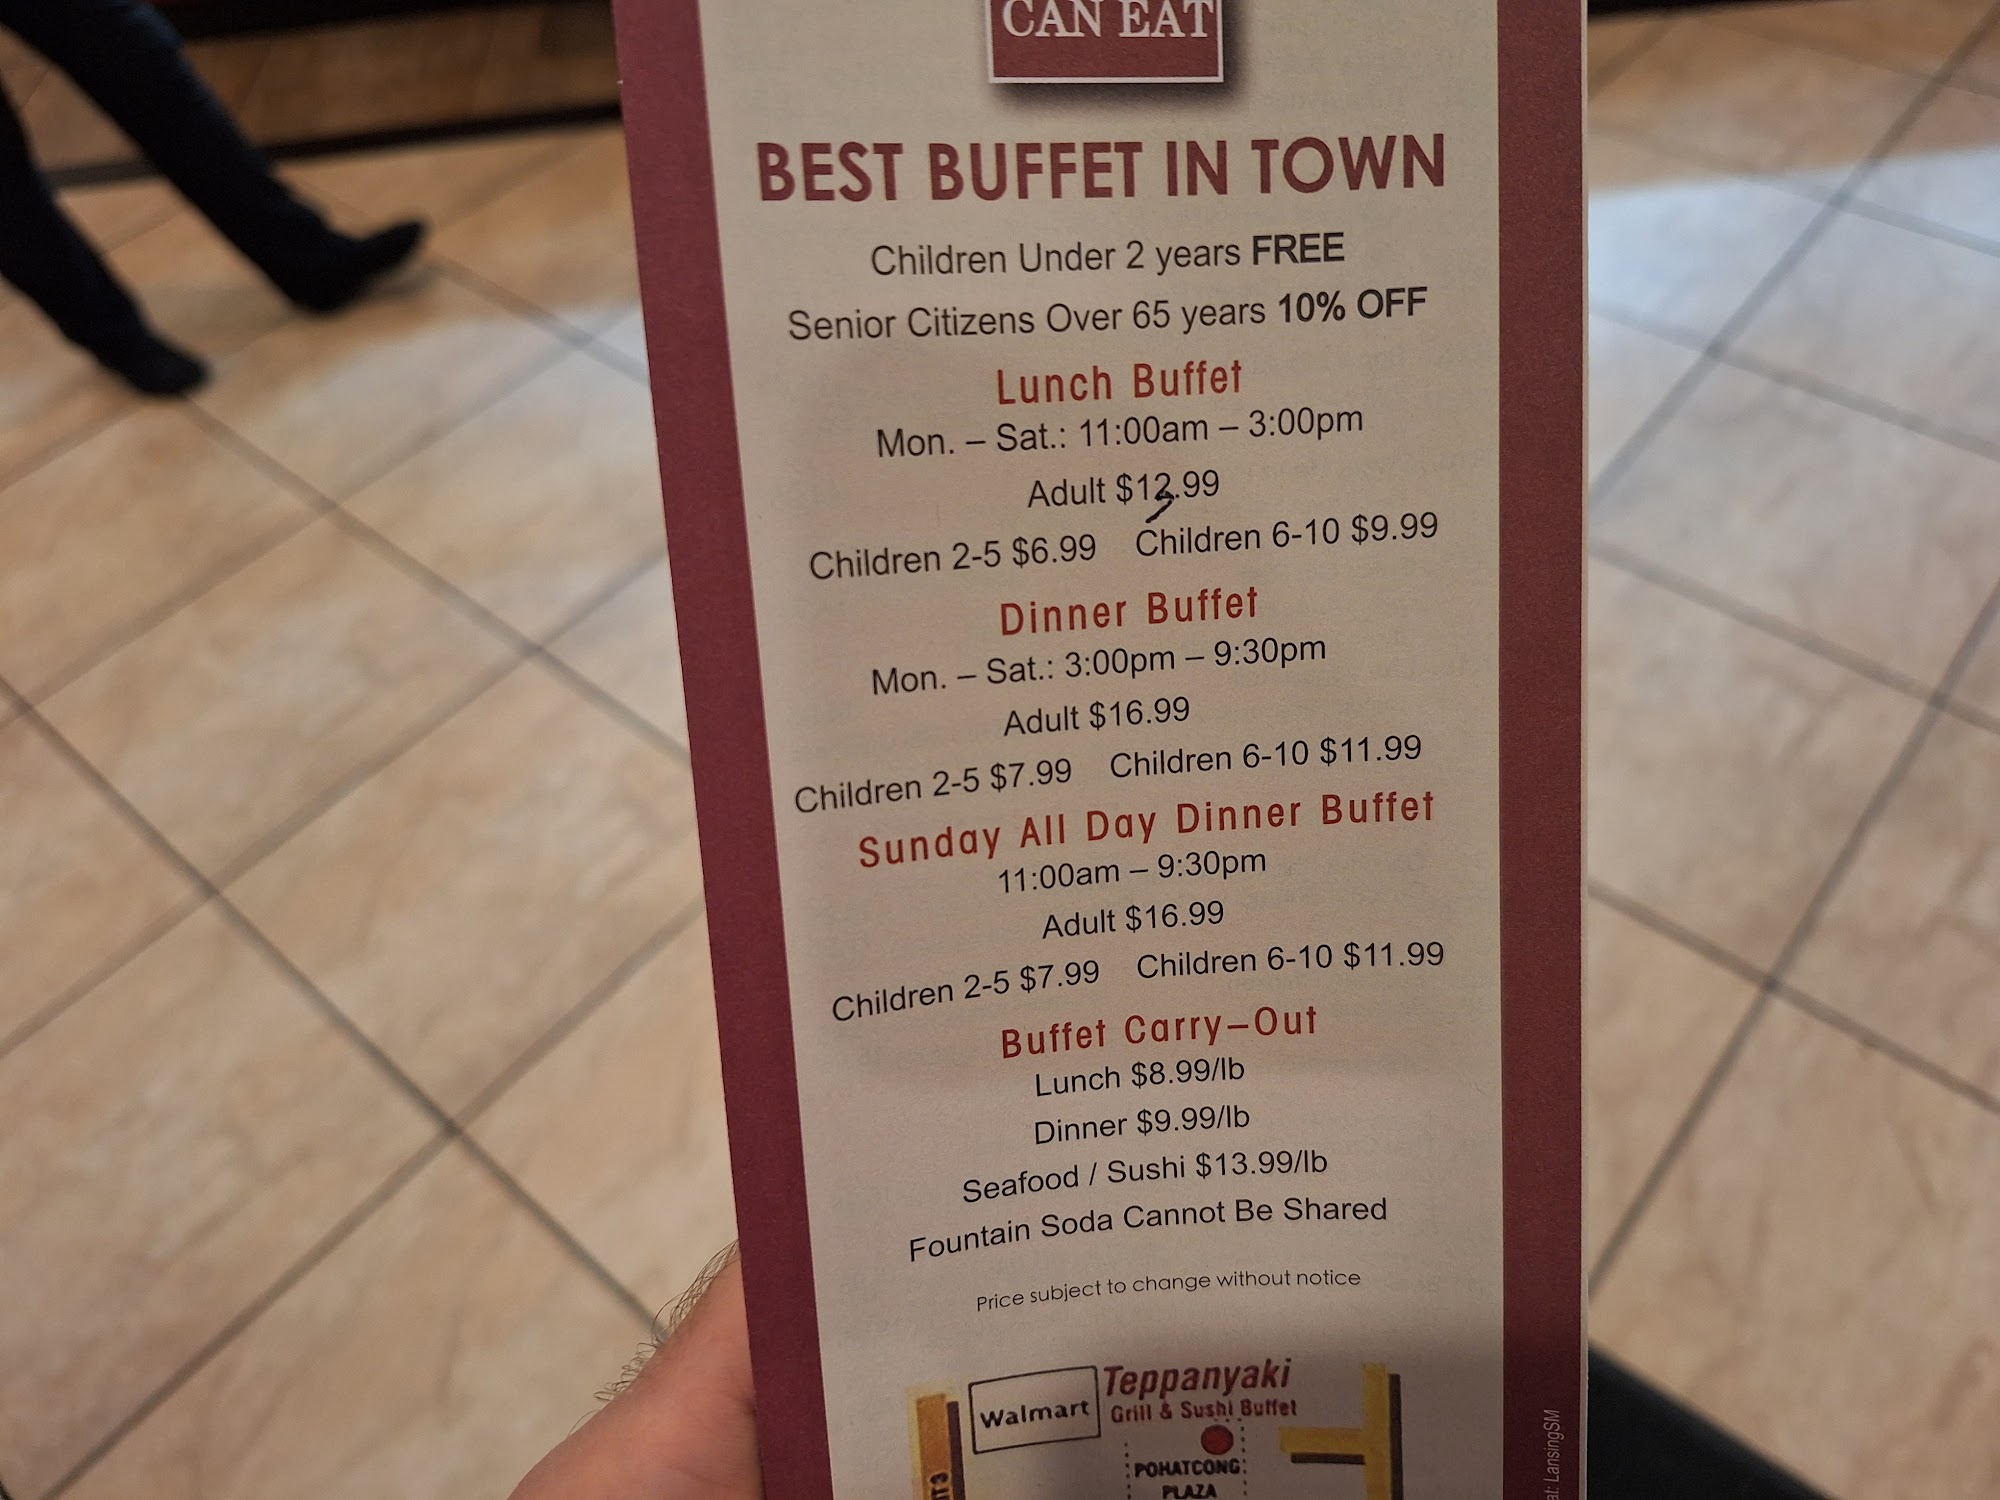 CAN EAT
BEST BUFFET IN TOWN
Children Under 2 years FREE
Senior Citizens Over 65 years 10% OFF
Lunch Buffet
Mon. – Sat.: 11:00am – 3:00pm
Adult $13.99
Children 2-5 $6.99 Children 6-10 $9.99
Dinner Buffet
Mon. – Sat.: 3:00pm – 9:30pm
Adult $16.99
Children 2-5 $7.99 Children 6-10 $11.99
Sunday All Day Dinner Buffet
11:00am – 9:30pm
Adult $16.99
Children 2-5 $7.99 Children 6-10 $11.99
Buffet Carry–Out
Lunch $8.99/lb
Dinner $9.99/lb
Seafood / Sushi $13.99/lb
Fountain Soda Cannot Be Shared
Price subject to change without notice
Walmart
Teppanyaki
Grill & Sushi Buffet
POHATCONG
PLAZA
LansingSM